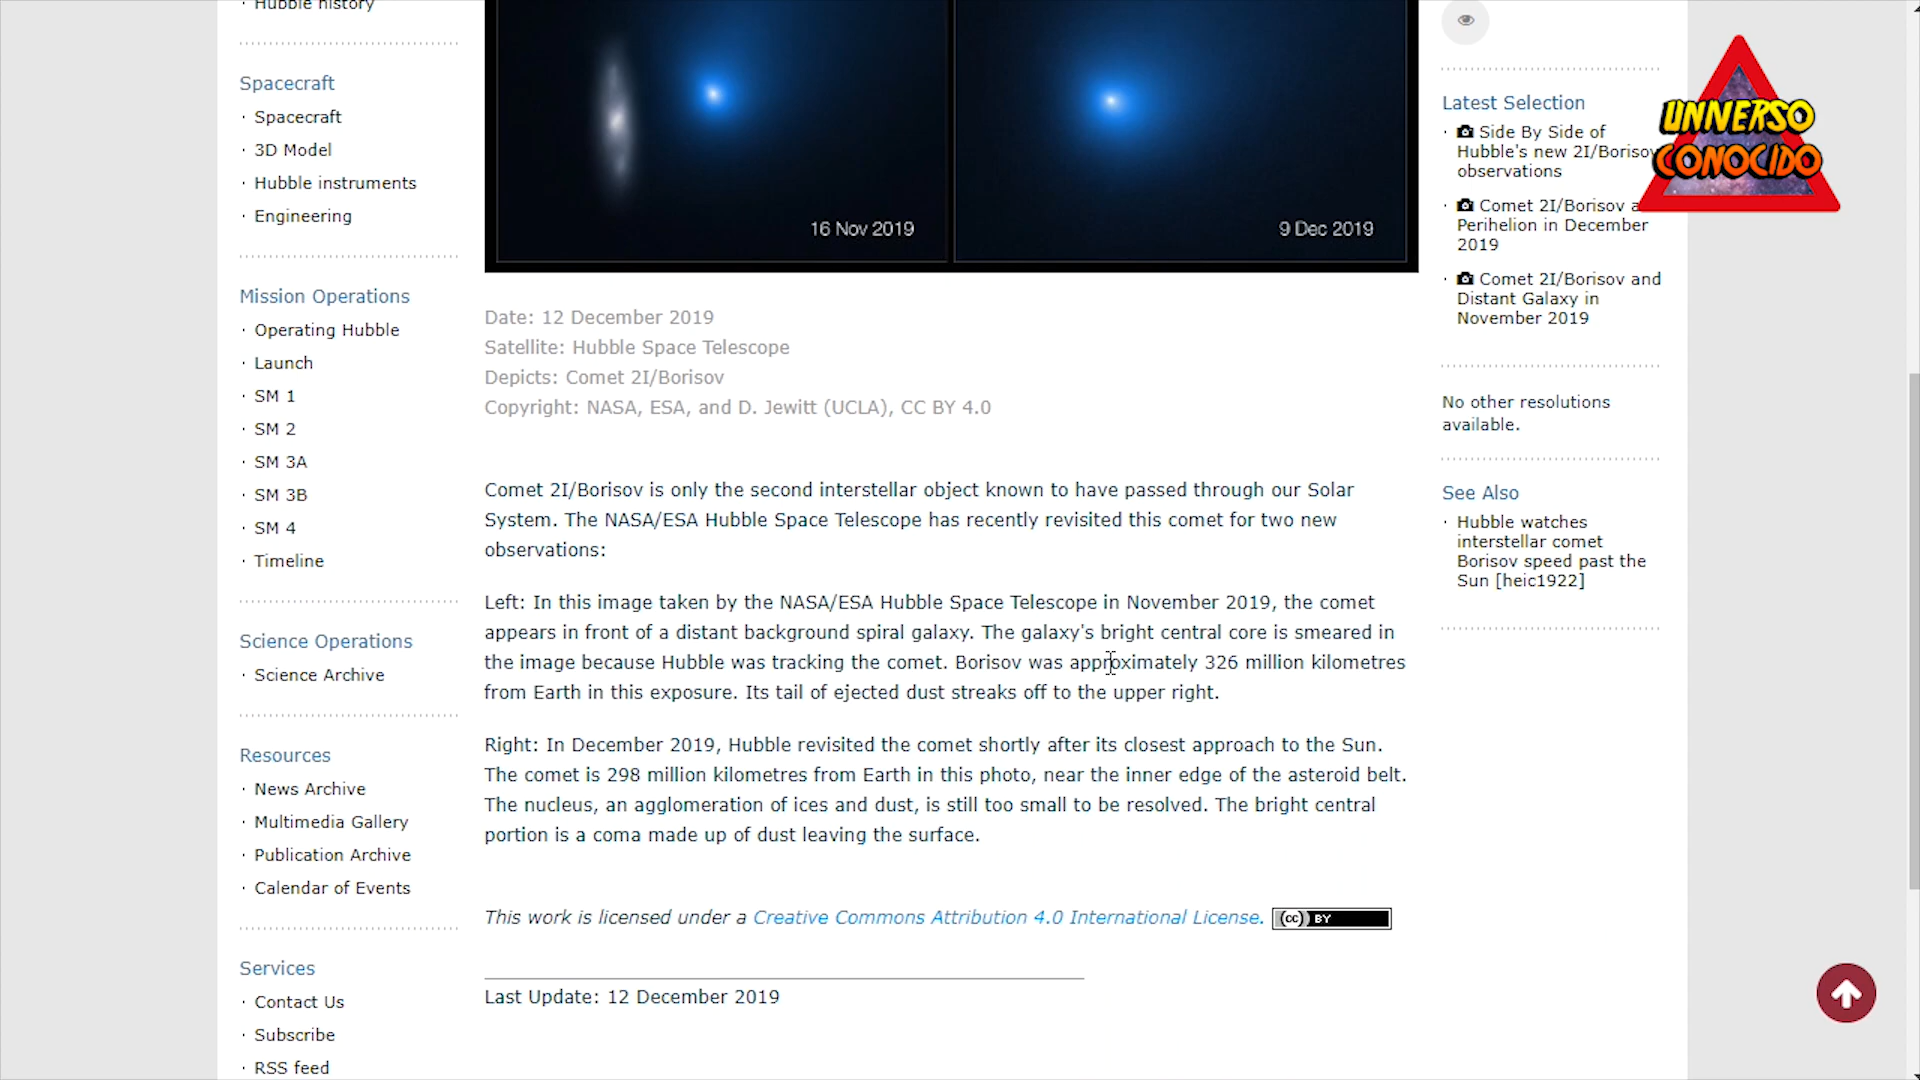 Hubble history
Spacecraft
· Spacecraft
· 3D Model
· Hubble instruments
· Engineering
Mission Operations
· Operating Hubble
· Launch
· SM 1
· SM 2
· SM 3A
· SM 3B
· SM 4
· Timeline
Science Operations
· Science Archive
Resources
· News Archive
· Multimedia Gallery
· Publication Archive
· Calendar of Events
Services
· Contact Us
· Subscribe
· RSS feed
16 Nov 2019
9 Dec 2019
Date: 12 December 2019
Satellite: Hubble Space Telescope
Depicts: Comet 2I/Borisov
Copyright: NASA, ESA, and D. Jewitt (UCLA), CC BY 4.0
Comet 2I/Borisov is only the second interstellar object known to have passed through our Solar
System. The NASA/ESA Hubble Space Telescope has recently revisited this comet for two new
observations:
Left: In this image taken by the NASA/ESA Hubble Space Telescope in November 2019, the comet
appears in front of a distant background spiral galaxy. The galaxy's bright central core is smeared in
the image because Hubble was tracking the comet. Borisov was approximately 326 million kilometres
from Earth in this exposure. Its tail of ejected dust streaks off to the upper right.
Right: In December 2019, Hubble revisited the comet shortly after its closest approach to the Sun.
The comet is 298 million kilometres from Earth in this photo, near the inner edge of the asteroid belt.
The nucleus, an agglomeration of ices and dust, is still too small to be resolved. The bright central
portion is a coma made up of dust leaving the surface.
This work is licensed under a Creative Commons Attribution 4.0 International License.
(cc) BY
Last Update: 12 December 2019
Latest Selection
· Side By Side of
Hubble's new 2I/Borisov
observations
· Comet 2I/Borisov a
Perihelion in December
2019
· Comet 2I/Borisov and
Distant Galaxy in
November 2019
No other resolutions
available.
See Also
· Hubble watches
interstellar comet
Borisov speed past the
Sun [heic1922]
UNIVERSO
CONOCIDO